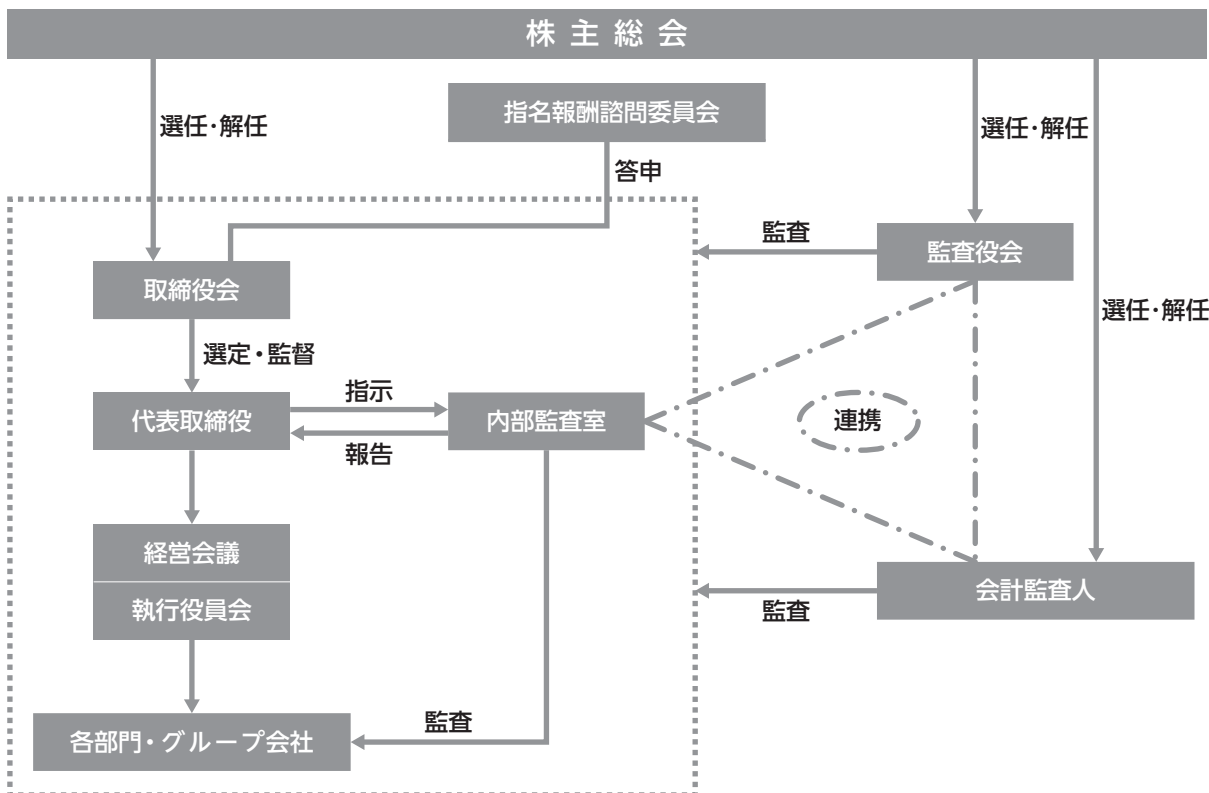 株主総会
指名報酬諮問委員会
選任・解任
選任・解任
答申
監査
監査役会
取締役会
選任・解任
選定・監督
指示
代表取締役
内部監査室
連携
報告
経営会議
執行役員会
会計監査人
監査
監査
各部門・グループ会社